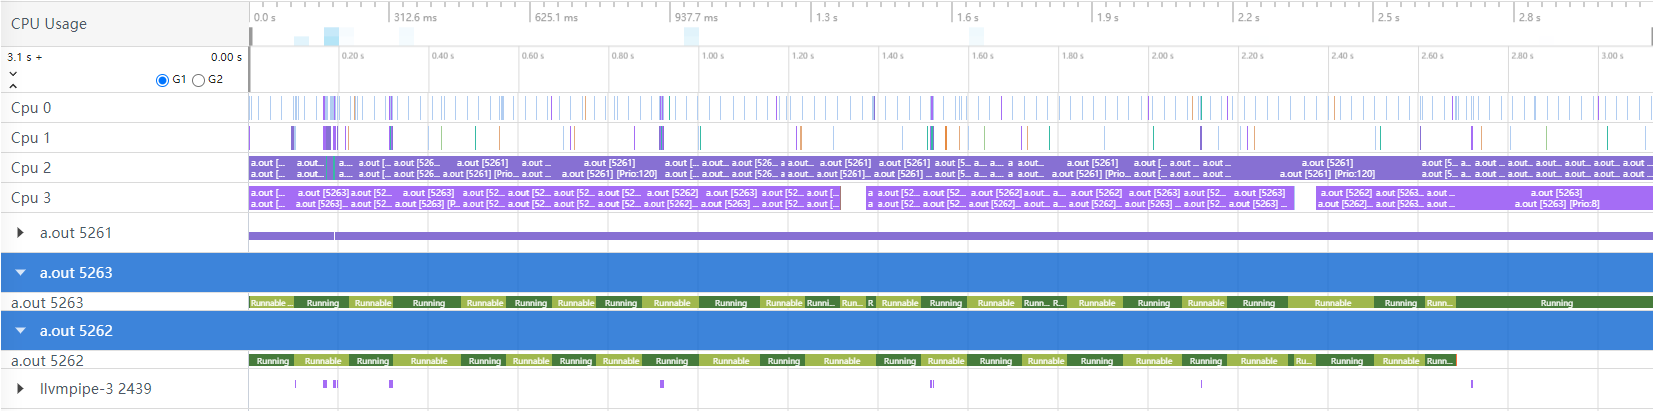 CPU Usage
0.0 s 312.6 ms 625.1 ms 937.7 ms 1.3 s 1.6 s 1.9 s 2.2 s 2.5 s 2.8 s
3.1 s + 0.00 s
0.20 s 0.40 s 0.60 s 0.80 s 1.00 s 1.20 s 1.40 s 1.60 s 1.80 s 2.00 s 2.20 s 2.40 s 2.60 s 2.80 s 3.00 s
G1 G2
Cpu 0
Cpu 1
Cpu 2
a.out [... a.out... a.... a.out [... a.out [526... a.out [5261] a.out ... a.out [5261] a.out [... a.out... a.out [526... a a.out... a.out [5261] a.out [5261] a.out [5... a.... a.... a a.out... a.out [5261] a.out [... a.out... a.out ... a.out [5261] a.out [5... a... a.out... a.out... a.out... a.out... a.out...
a.out [... a.out... a.... a.out [... a.out [526... a.out [5261] [Prio... a.out ... a.out [5261] [Prio:120] a.out [... a.out... a.out [526... a a.out... a.out [5261]... a.out [5261] ... a.out [5... a.... a.... a a.out... a.out [5261] [Prio... a.out [... a.out... a.out ... a.out [5261] [Prio:120] a.out [5... a... a.out... a.out... a.out... a.out... a.out...
Cpu 3
a.out [... a.out [5263] a.out [52... a.out [5263] a.out [52... a.out [52... a.out [52... a.out [52... a.out [5262] a.out [5263] a.out [52... a.out [...
a.out [... a.out [5263]... a.out [52... a.out [5263] [P... a.out [52... a.out [52... a.out [52... a.out [52... a.out [5262]... a.out [5263] ... a.out [52... a.out [...
a a.out [52... a.out [52... a.out [5262] a.out [... a.out [5262] a.out [5263] a.out [52... a.out [5263]
a a.out [52... a.out [52... a.out [5262]... a.out [... a.out [5262]... a.out [5263] ... a.out [52... a.out [5263] ...
a.out [5262] a.out [5263... a.out ... a.out [5263]
a.out [5262]... a.out [5263... a.out ... a.out [5263] [Prio:8]
a.out 5261
a.out 5263
a.out 5263
Runnable ... Running Runnable Running Runnable Running Runnable Running Runnable Running Runnable Runni... Run... R Runnable Running Runnable Runn... R... Runnable Running Runnable Running Runnable Running Runn... Running
a.out 5262
a.out 5262
Running Runnable Running Runnable Running Runnable Running Runnable Running Runnable Running Runnable Running Runnable Running Runnable Running Runnable Running Runnable Ru... Running Runnable Runn...
llvmpipe-3 2439